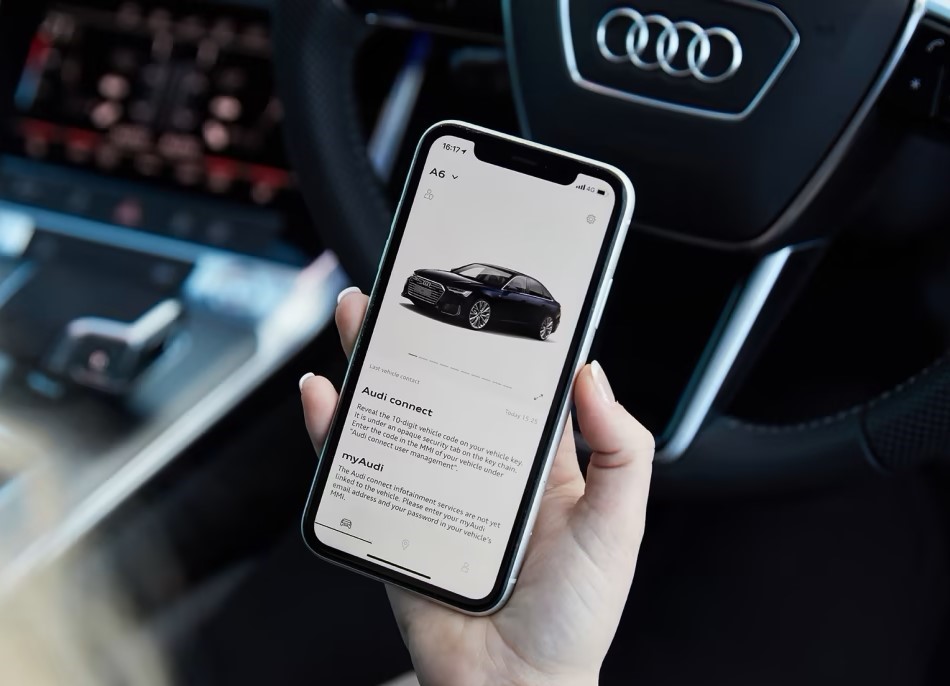 16:17
4G
A6
Last vehicle contact
Today 15:25
Audi connect
Reveal the 10-digit vehicle code on your vehicle key.
It is under an opaque security tab on the key chain.
Enter the code in the MMI of your vehicle under
"Audi connect user management".
myAudi
The Audi connect infotainment services are not yet
linked to the vehicle. Please enter your myAudi
email address and your password in your vehicle's
MMI.